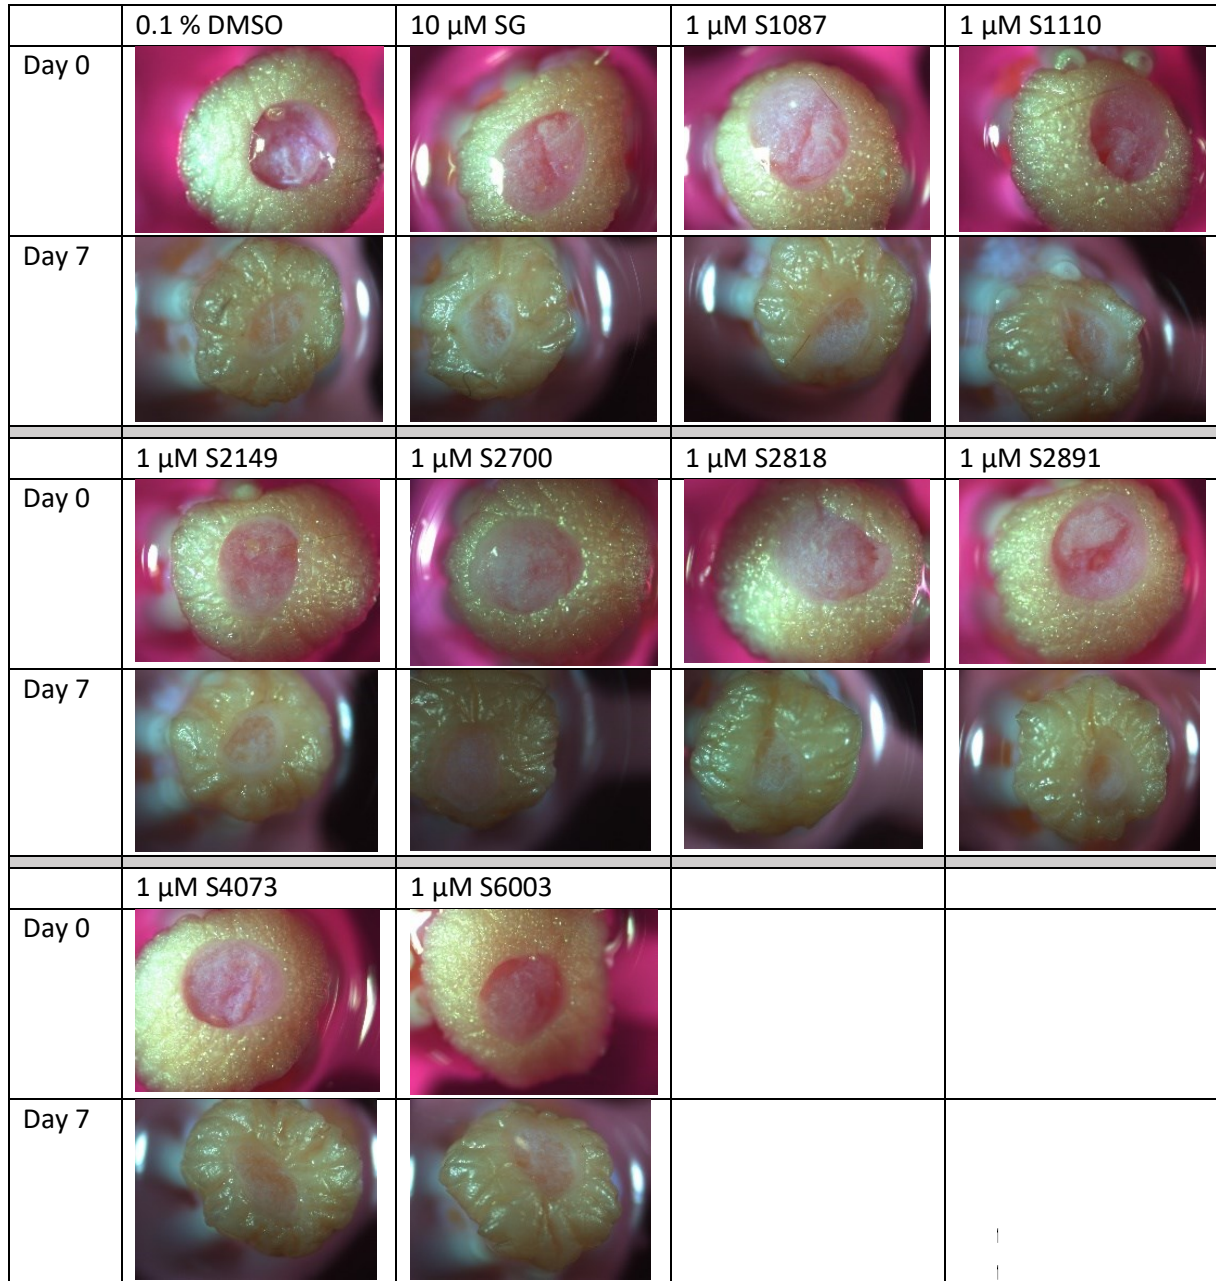 0.1 % DMSO 10 µM SG 1 µM S1087 1 µM S1110
Day 0
Day 7
1 µM S2149 1 µM S2700 1 µM S2818 1 µM S2891
Day 0
Day 7
1 µM S4073 1 µM S6003
Day 0
Day 7